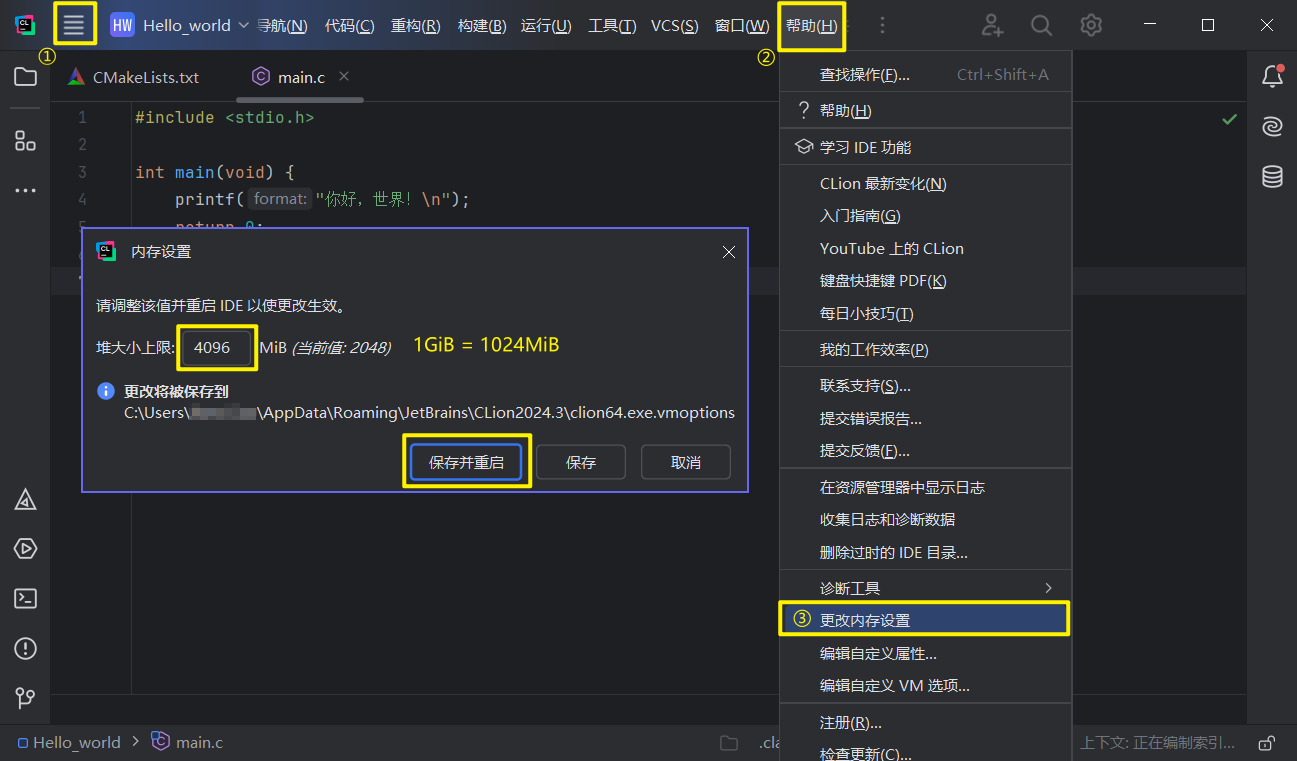 CL HW Hello_world 导航(N) 代码(C) 重构(R) 构建(B) 运行(U) 工具(T) VCS(S) 窗口(W) 帮助(H)
① ②
CMakeLists.txt main.c
1 #include <stdio.h>
2
3 int main(void) {
4 printf( format: "你好，世界！\n");
5 return 0;
CL 内存设置
请调整该值并重启 IDE 以使更改生效。
堆大小上限: 4096 MiB (当前值: 2048) 1GiB = 1024MiB
更改将被保存到
C:\Users\ \AppData\Roaming\JetBrains\CLion2024.3\clion64.exe.vmoptions
保存并重启 保存 取消
查找操作(F)... Ctrl+Shift+A
? 帮助(H)
学习 IDE 功能
CLion 最新变化(N)
入门指南(G)
YouTube 上的 CLion
键盘快捷键 PDF(K)
每日小技巧(T)
我的工作效率(P)
联系支持(S)...
提交错误报告...
提交反馈(F)...
在资源管理器中显示日志
收集日志和诊断数据
删除过时的 IDE 目录...
诊断工具
③ 更改内存设置
编辑自定义属性...
编辑自定义 VM 选项...
注册(R)...
检查更新(C)...
Hello_world > main.c .cla 上下文: 正在编制索引...